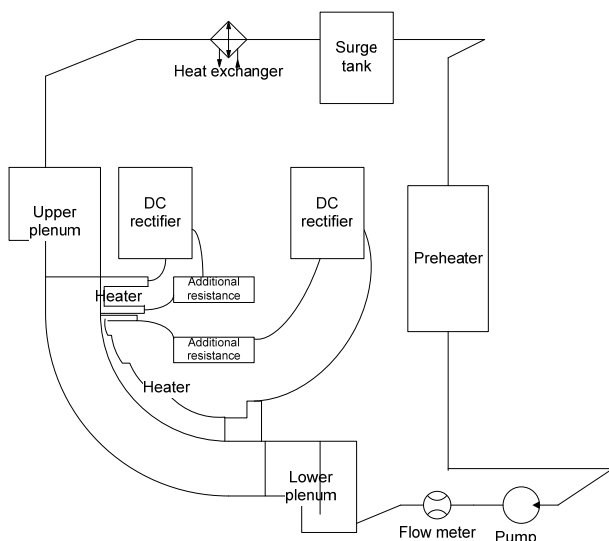 Surge
tank
Heat exchanger
DC
rectifier
DC
rectifier
Upper
plenum
Preheater
Heater
Additional
resistance
Additional
resistance
Heater
Lower
plenum
Flow meter
Pump